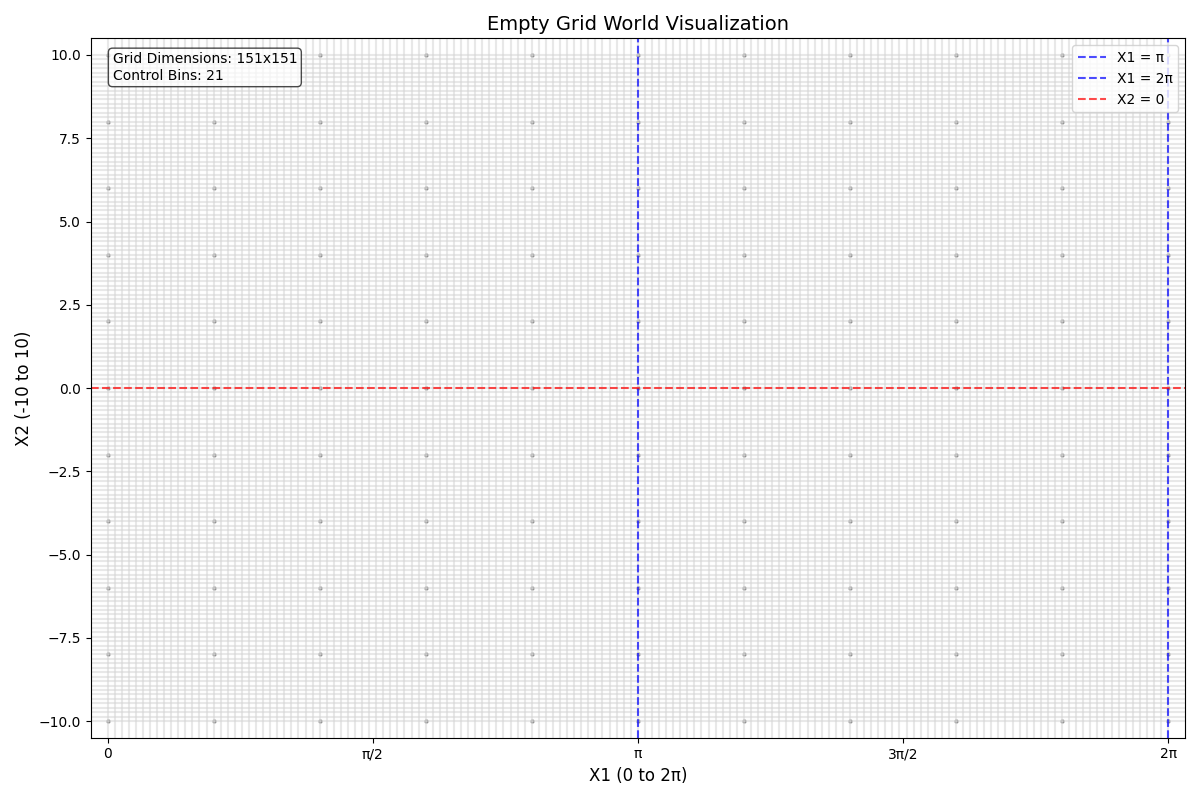 Empty Grid World Visualization
Grid Dimensions: 151x151
Control Bins: 21
X1 = π
X1 = 2π
X2 = 0
10.0
7.5
5.0
2.5
0.0
−2.5
−5.0
−7.5
−10.0
X2 (-10 to 10)
0 π/2 π 3π/2 2π
X1 (0 to 2π)